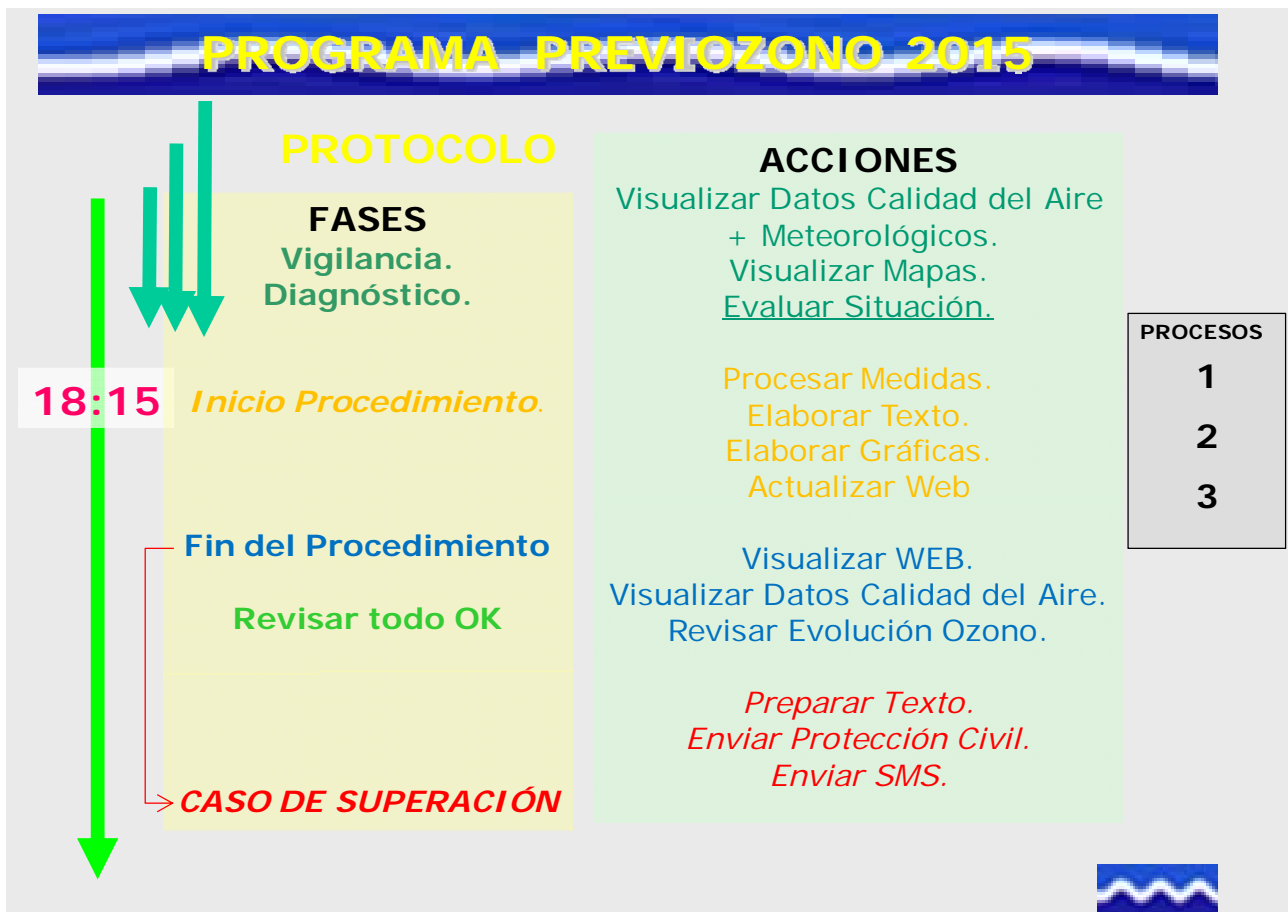 PROGRAMA PREVIOZONO 2015
PROTOCOLO
FASES
Vigilancia.
Diagnóstico.
18:15
Inicio Procedimiento.
Fin del Procedimiento
Revisar todo OK
CASO DE SUPERACIÓN
ACCIONES
Visualizar Datos Calidad del Aire
+ Meteorológicos.
Visualizar Mapas.
Evaluar Situación.
Procesar Medidas.
Elaborar Texto.
Elaborar Gráficas.
Actualizar Web
Visualizar WEB.
Visualizar Datos Calidad del Aire.
Revisar Evolución Ozono.
Preparar Texto.
Enviar Protección Civil.
Enviar SMS.
PROCESOS
1
2
3